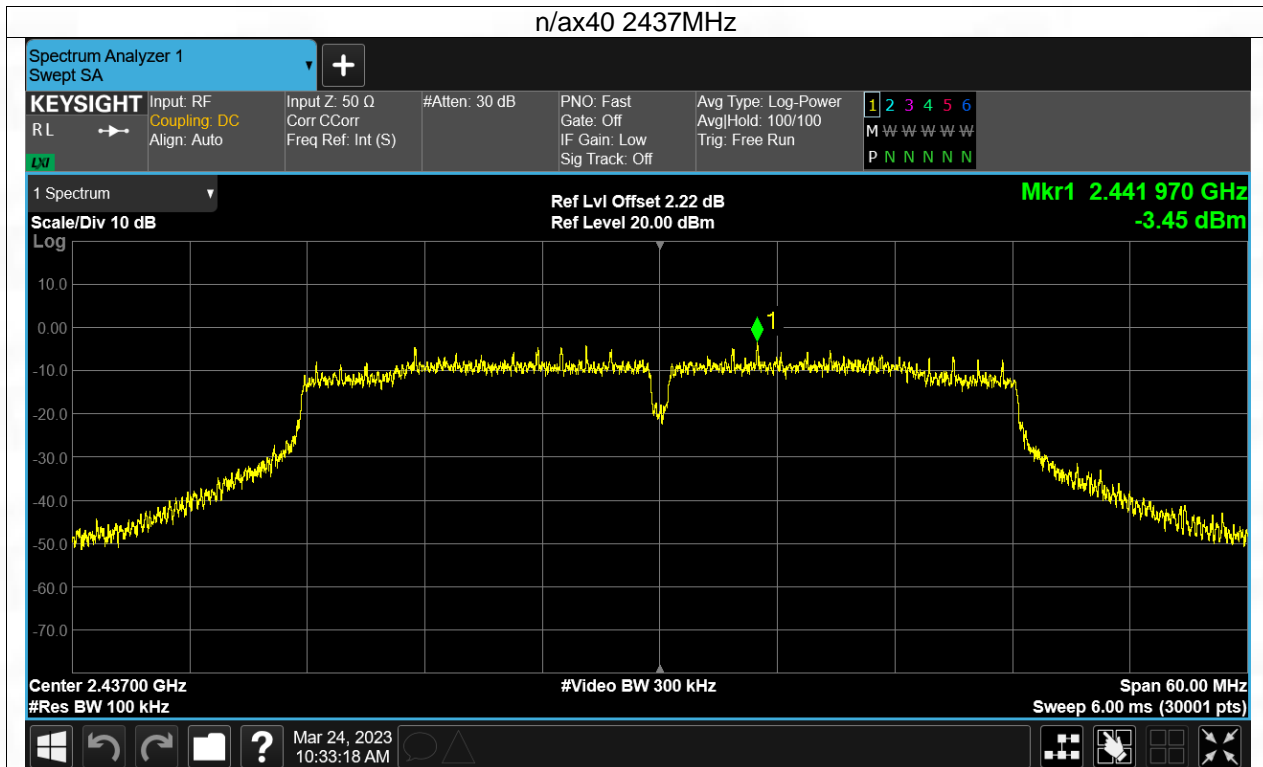 n/ax40 2437MHz
Spectrum Analyzer 1
Swept SA
KEYSIGHT
RL
LXI
Input: RF
Coupling: DC
Align: Auto
Input Z: 50 Ω
Corr CCorr
Freq Ref: Int (S)
#Atten: 30 dB
PNO: Fast
Gate: Off
IF Gain: Low
Sig Track: Off
Avg Type: Log-Power
Avg|Hold: 100/100
Trig: Free Run
1 2 3 4 5 6
M W W W W W
P N N N N N
1 Spectrum
Scale/Div 10 dB
Ref Lvl Offset 2.22 dB
Ref Level 20.00 dBm
Mkr1 2.441 970 GHz
-3.45 dBm
Log
10.0
0.00
-10.0
-20.0
-30.0
-40.0
-50.0
-60.0
-70.0
1
Center 2.43700 GHz
#Res BW 100 kHz
#Video BW 300 kHz
Span 60.00 MHz
Sweep 6.00 ms (30001 pts)
?
Mar 24, 2023
10:33:18 AM